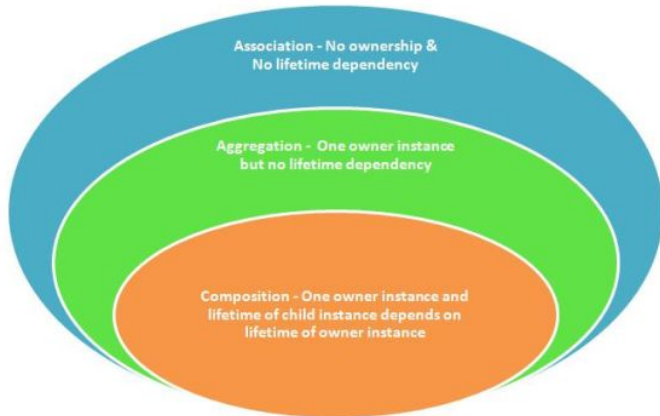 Association - No ownership &
No lifetime dependency
Aggregation - One owner instance
but no lifetime dependency
Composition - One owner instance and
lifetime of child instance depends on
lifetime of owner instance